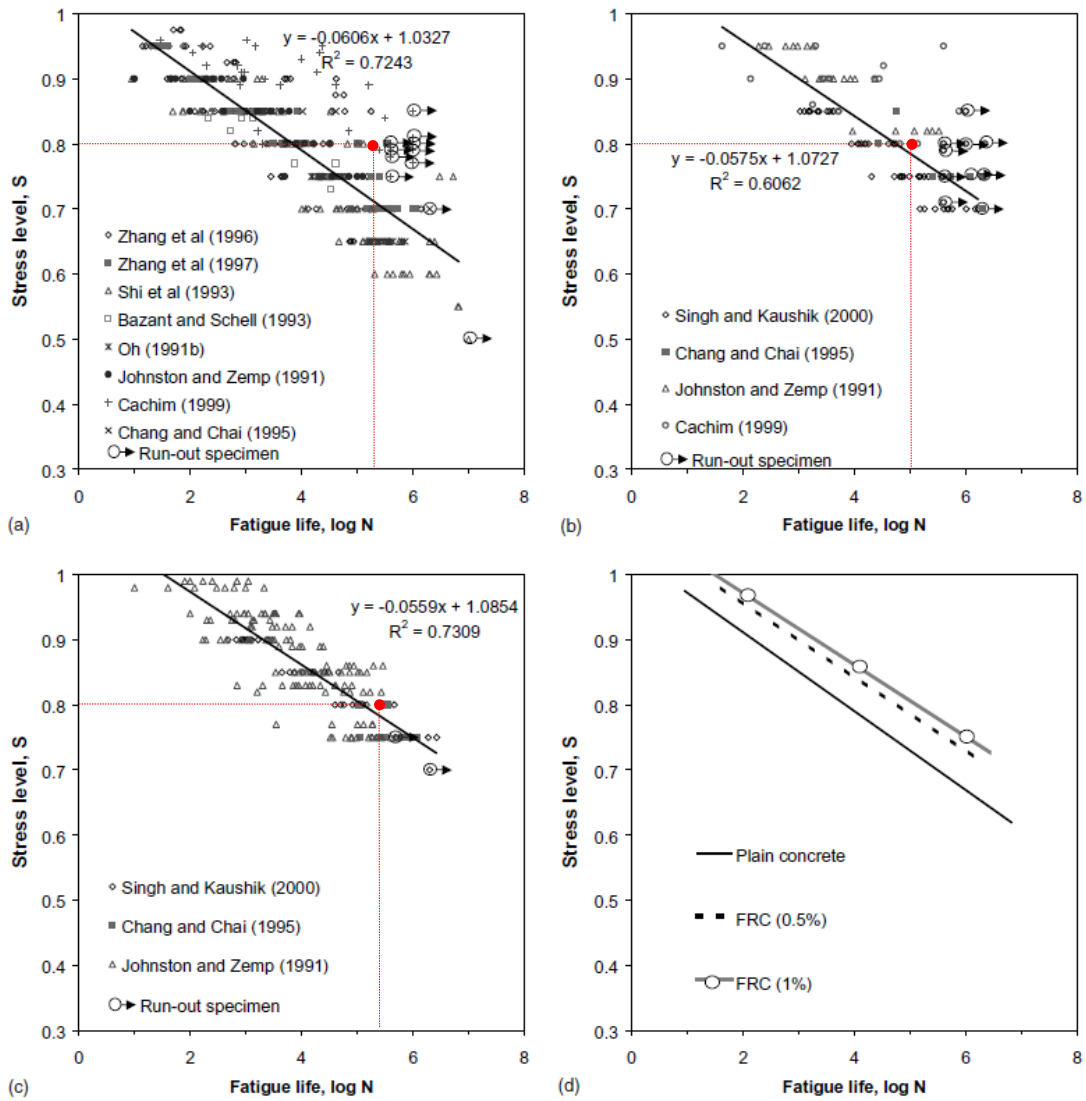 1
0.9
0.8
0.7
0.6
0.5
0.4
0.3
Stress level, S
y = -0.0606x + 1.0327
R² = 0.7243
Zhang et al (1996)
Zhang et al (1997)
Shi et al (1993)
Bazant and Schell (1993)
Oh (1991b)
Johnston and Zemp (1991)
Cachim (1999)
Chang and Chai (1995)
Run-out specimen
0 2 4 6 8
(a) Fatigue life, log N
1
0.9
0.8
0.7
0.6
0.5
0.4
0.3
Stress level, S
y = -0.0575x + 1.0727
R² = 0.6062
Singh and Kaushik (2000)
Chang and Chai (1995)
Johnston and Zemp (1991)
Cachim (1999)
Run-out specimen
0 2 4 6 8
(b) Fatigue life, log N
1
0.9
0.8
0.7
0.6
0.5
0.4
0.3
Stress level, S
y = -0.0559x + 1.0854
R² = 0.7309
Singh and Kaushik (2000)
Chang and Chai (1995)
Johnston and Zemp (1991)
Run-out specimen
0 2 4 6 8
(c) Fatigue life, log N
1
0.9
0.8
0.7
0.6
0.5
0.4
0.3
Stress level, S
Plain concrete
FRC (0.5%)
FRC (1%)
0 2 4 6 8
(d) Fatigue life, log N